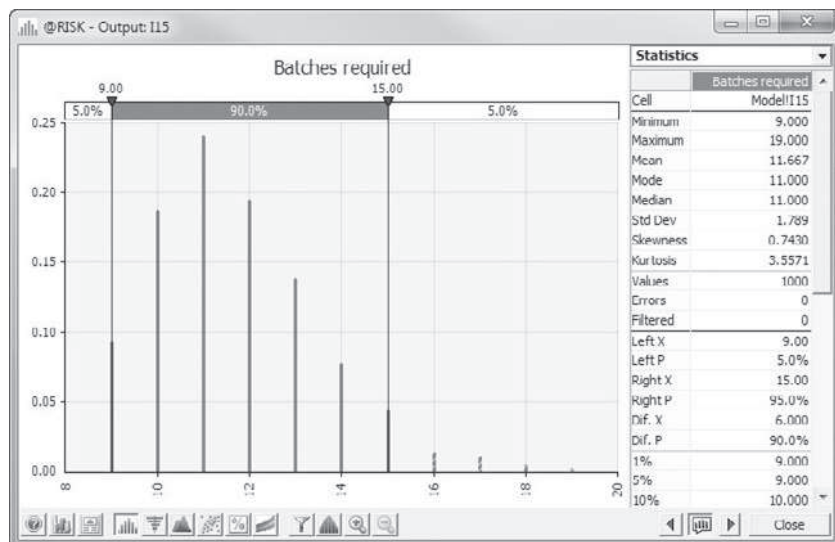 @RISK - Output: I15
Batches required
9.00 15.00
5.0% 90.0% 5.0%
0.25
0.20
0.15
0.10
0.05
0.00
8 10 12 14 16 18 20
Statistics
Batches required
Cell Model!I15
Minimum 9.000
Maximum 19.000
Mean 11.667
Mode 11.000
Median 11.000
Std Dev 1.789
Skewness 0.7430
Kurtosis 3.5571
Values 1000
Errors 0
Filtered 0
Left X 9.00
Left P 5.0%
Right X 15.00
Right P 95.0%
Dif. X 6.000
Dif. P 90.0%
1% 9.000
5% 9.000
10% 10.000
Close